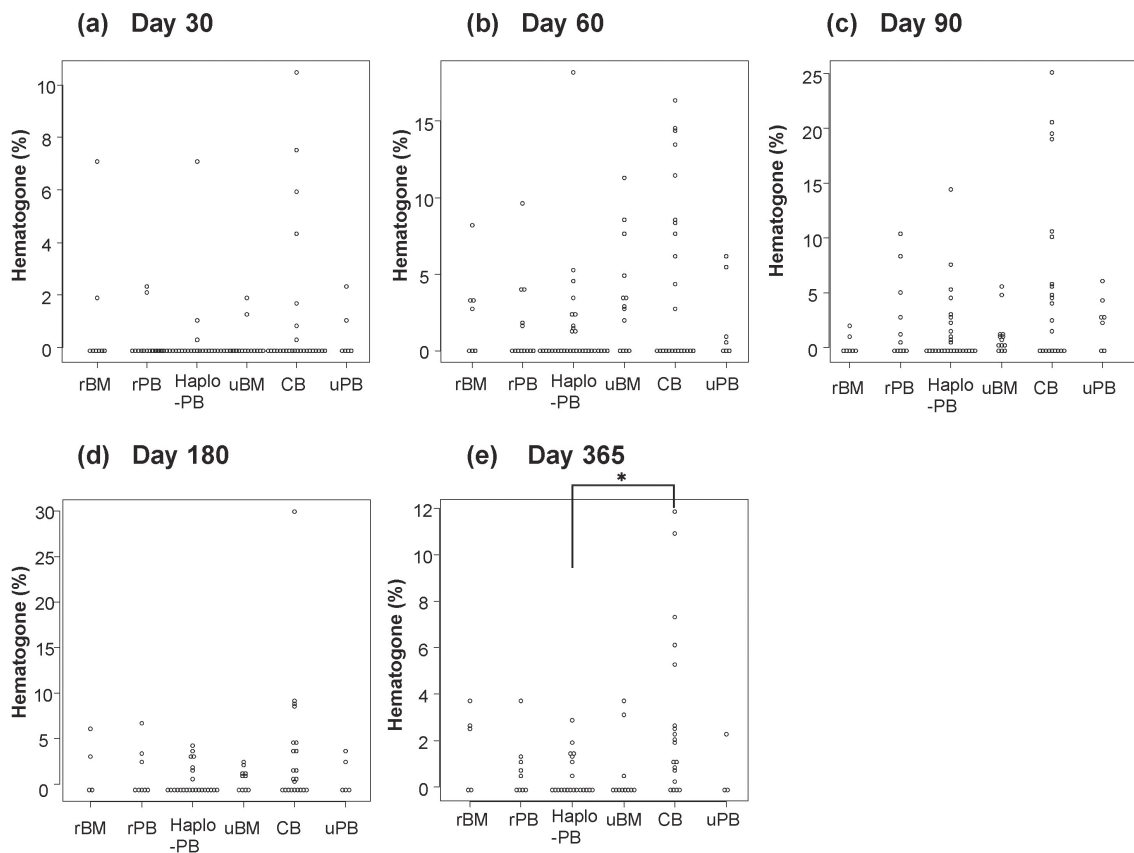 (a) Day 30
Hematogone (%)
10
8
6
4
2
0
rBM rPB Haplo uBM CB uPB
-PB
(b) Day 60
Hematogone (%)
15
10
5
0
rBM rPB Haplo uBM CB uPB
-PB
(c) Day 90
Hematogone (%)
25
20
15
10
5
0
rBM rPB Haplo uBM CB uPB
-PB
(d) Day 180
Hematogone (%)
30
25
20
15
10
5
0
rBM rPB Haplo uBM CB uPB
-PB
(e) Day 365
*
Hematogone (%)
12
10
8
6
4
2
0
rBM rPB Haplo uBM CB uPB
-PB